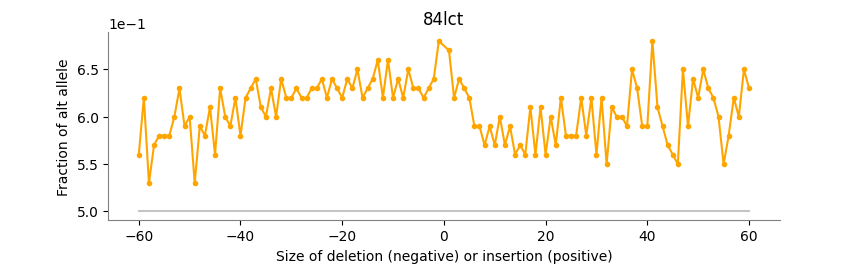 84lct
1e−1
6.5
6.0
5.5
5.0
Fraction of alt allele
−60 −40 −20 0 20 40 60
Size of deletion (negative) or insertion (positive)